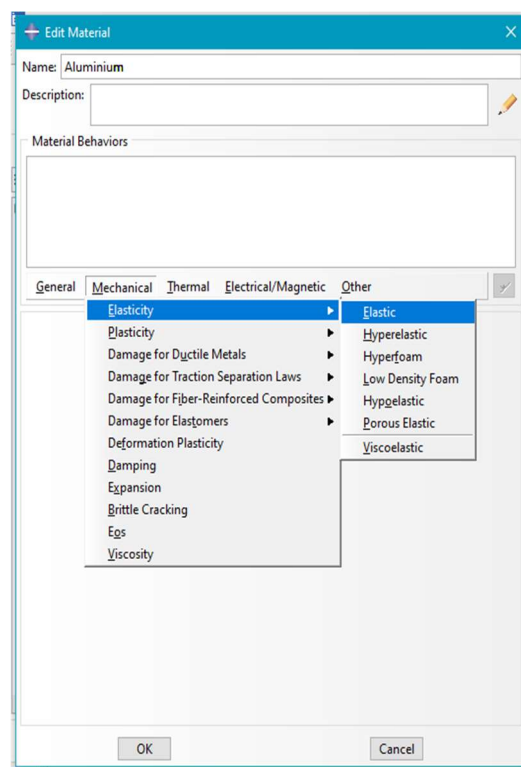 Edit Material
Name: Aluminium
Description:
Material Behaviors
General Mechanical Thermal Electrical/Magnetic Other
Elasticity
Plasticity
Damage for Ductile Metals
Damage for Traction Separation Laws
Damage for Fiber-Reinforced Composites
Damage for Elastomers
Deformation Plasticity
Damping
Expansion
Brittle Cracking
Eos
Viscosity
Elastic
Hyperelastic
Hyperfoam
Low Density Foam
Hypoelastic
Porous Elastic
Viscoelastic
OK Cancel